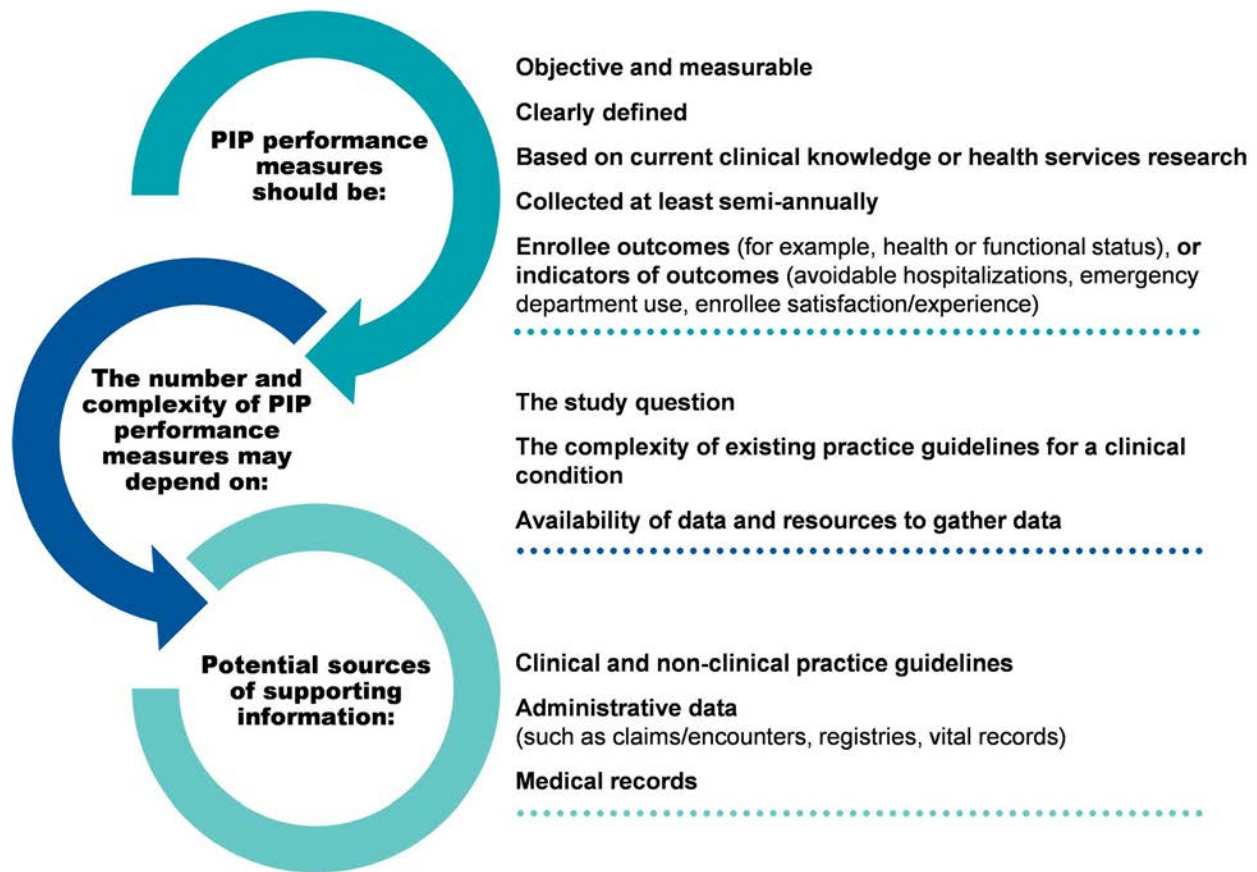 PIP performance
measures
should be:
Objective and measurable
Clearly defined
Based on current clinical knowledge or health services research
Collected at least semi-annually
Enrollee outcomes (for example, health or functional status), or
indicators of outcomes (avoidable hospitalizations, emergency
department use, enrollee satisfaction/experience)
The number and
complexity of PIP
performance
measures may
depend on:
The study question
The complexity of existing practice guidelines for a clinical
condition
Availability of data and resources to gather data
Potential sources
of supporting
information:
Clinical and non-clinical practice guidelines
Administrative data
(such as claims/encounters, registries, vital records)
Medical records